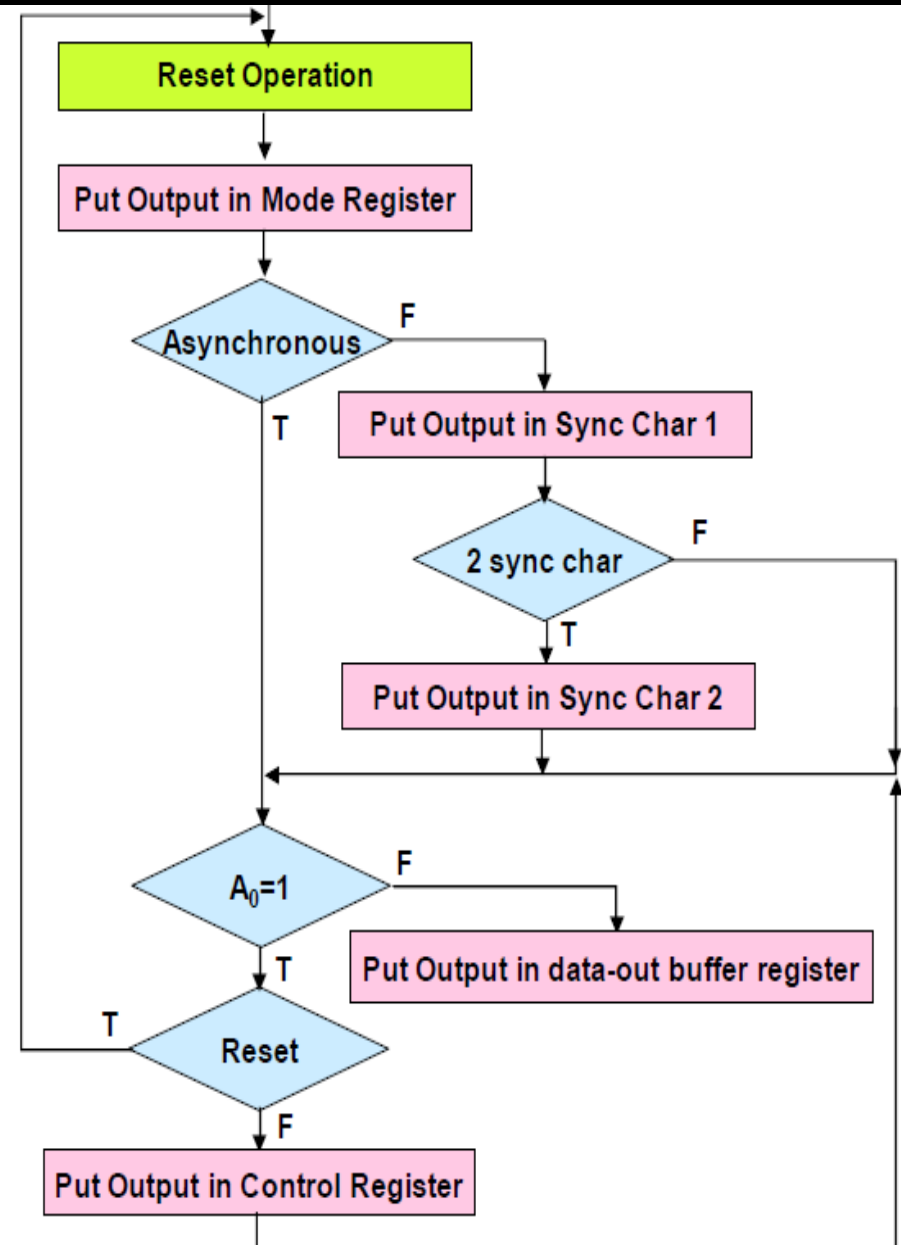 Reset Operation
Put Output in Mode Register
Asynchronous
F
T
Put Output in Sync Char 1
2 sync char
F
T
Put Output in Sync Char 2
A₀=1
F
T
Put Output in data-out buffer register
T
Reset
F
Put Output in Control Register